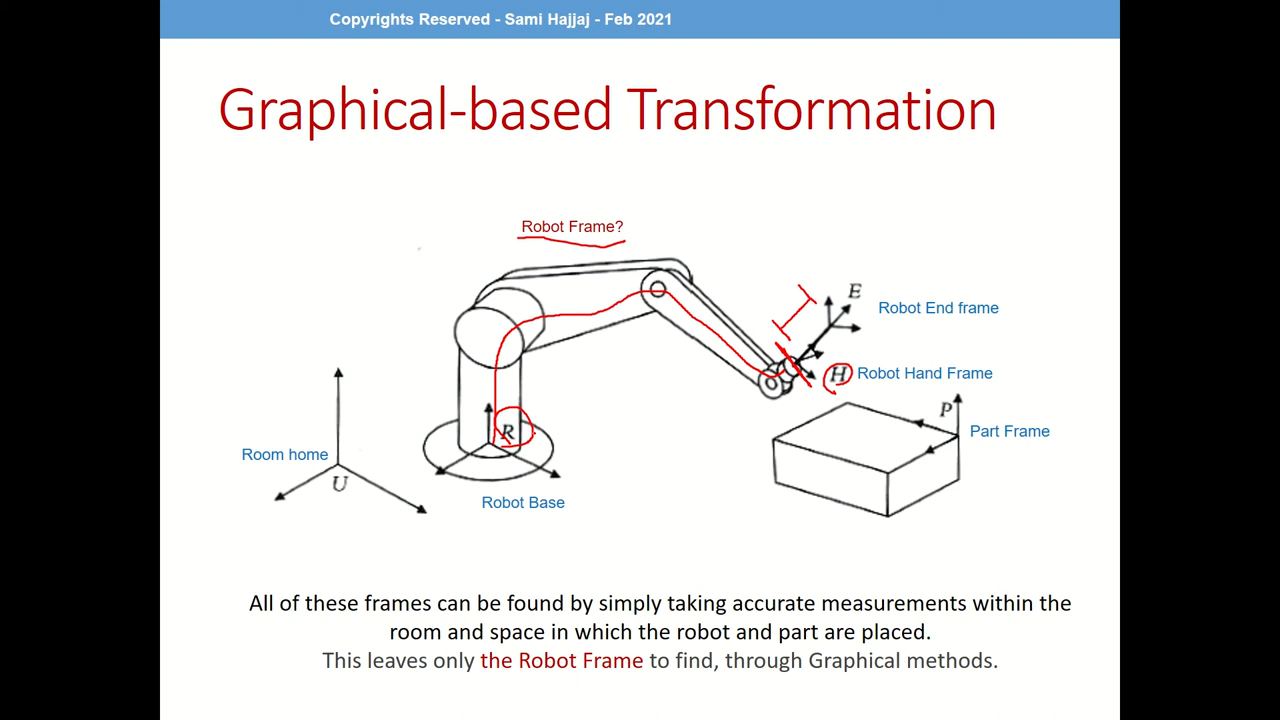 Copyrights Reserved - Sami Hajjaj - Feb 2021
Graphical-based Transformation
Robot Frame?
E
Robot End frame
H Robot Hand Frame
P
Part Frame
R
Room home
U
Robot Base
All of these frames can be found by simply taking accurate measurements within the
room and space in which the robot and part are placed.
This leaves only the Robot Frame to find, through Graphical methods.